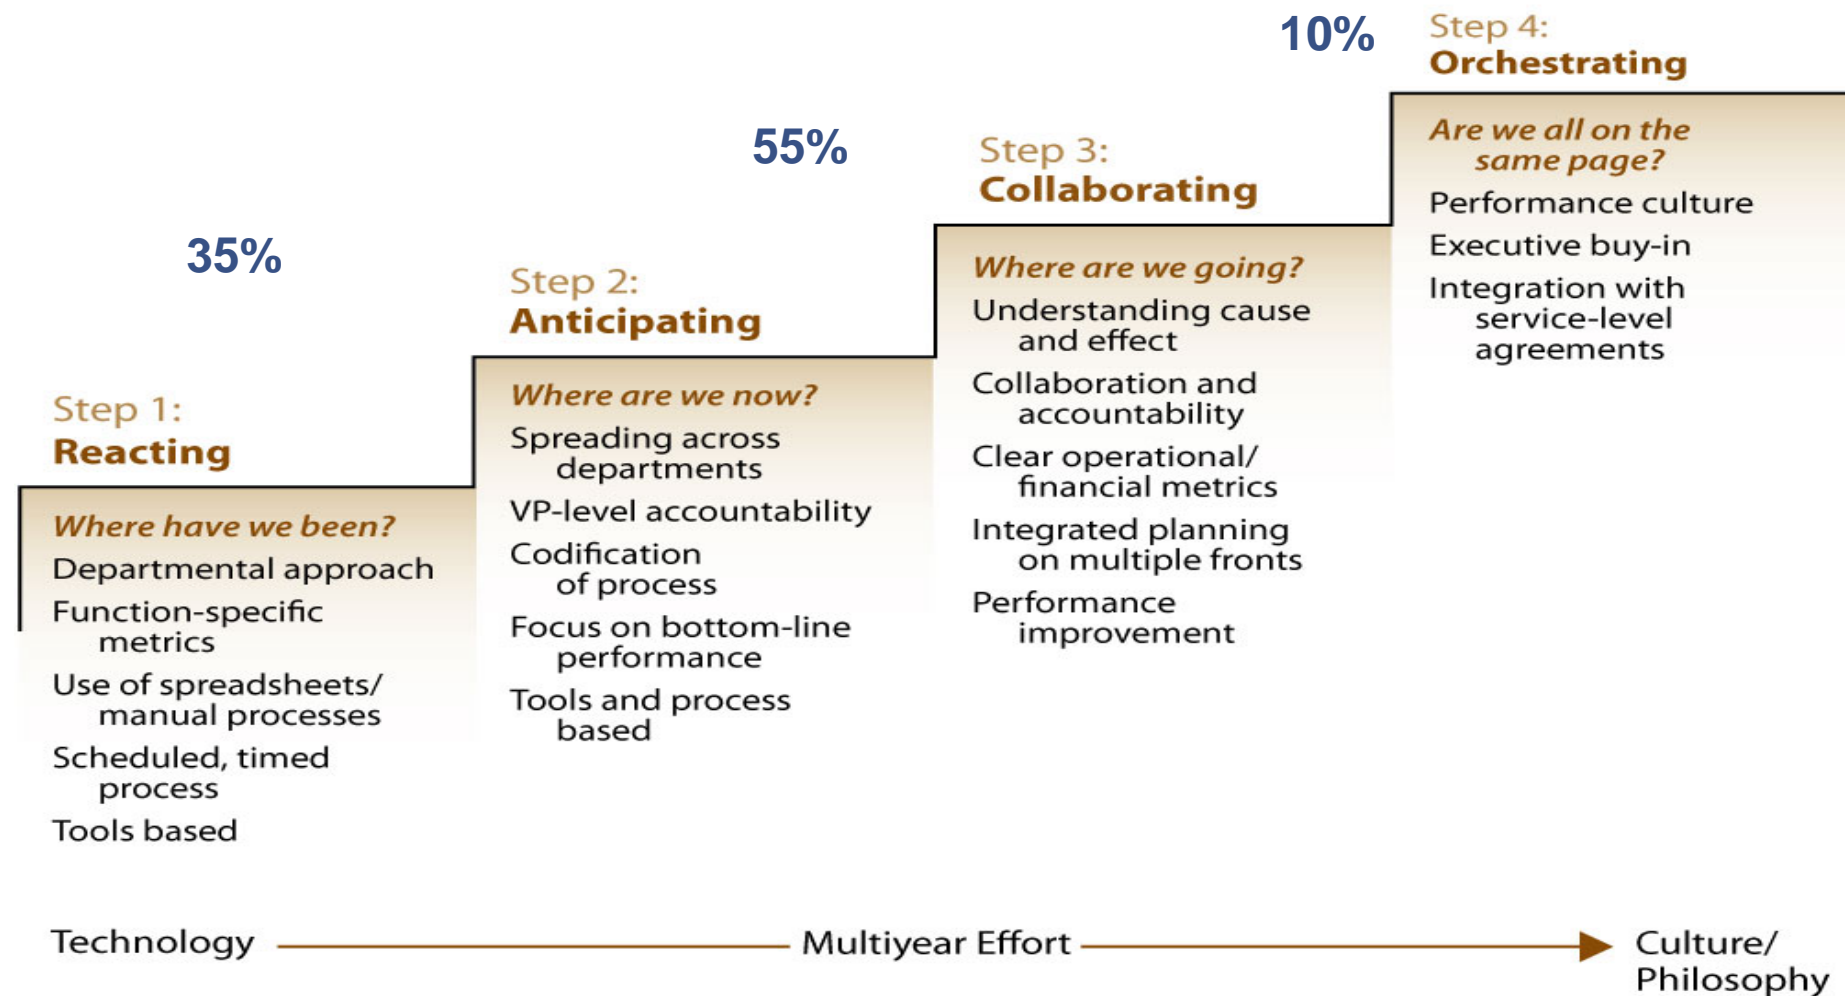 35%
55%
10%
Step 1:
Reacting
Where have we been?
Departmental approach
Function-specific
metrics
Use of spreadsheets/
manual processes
Scheduled, timed
process
Tools based
Step 2:
Anticipating
Where are we now?
Spreading across
departments
VP-level accountability
Codification
of process
Focus on bottom-line
performance
Tools and process
based
Step 3:
Collaborating
Where are we going?
Understanding cause
and effect
Collaboration and
accountability
Clear operational/
financial metrics
Integrated planning
on multiple fronts
Performance
improvement
Step 4:
Orchestrating
Are we all on the
same page?
Performance culture
Executive buy-in
Integration with
service-level
agreements
Technology
Multiyear Effort
Culture/
Philosophy